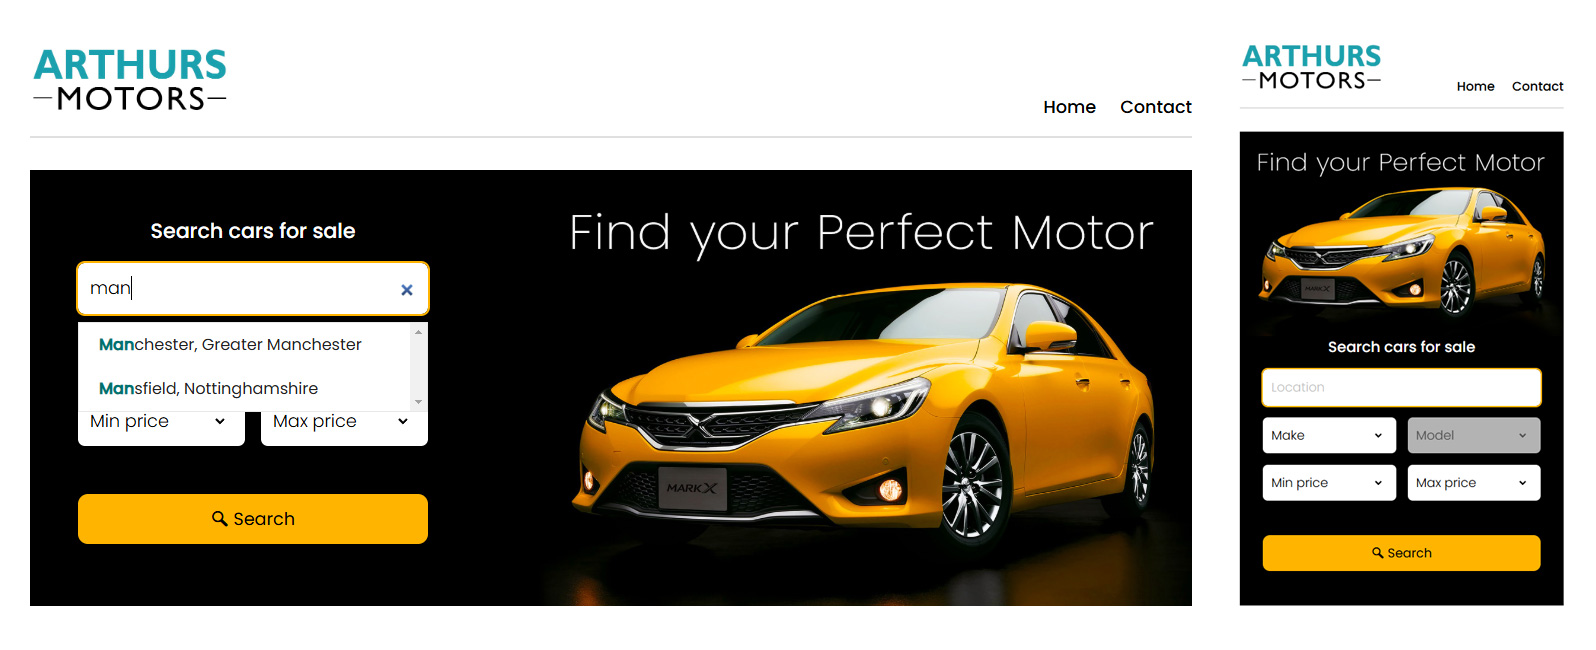 ARTHURS
MOTORS
Home Contact
Search cars for sale
man
Manchester, Greater Manchester
Mansfield, Nottinghamshire
Min price Max price
Search
Find your Perfect Motor
MARK X
ARTHURS
MOTORS
Home Contact
Find your Perfect Motor
MARK X
Search cars for sale
Location
Make Model
Min price Max price
Search